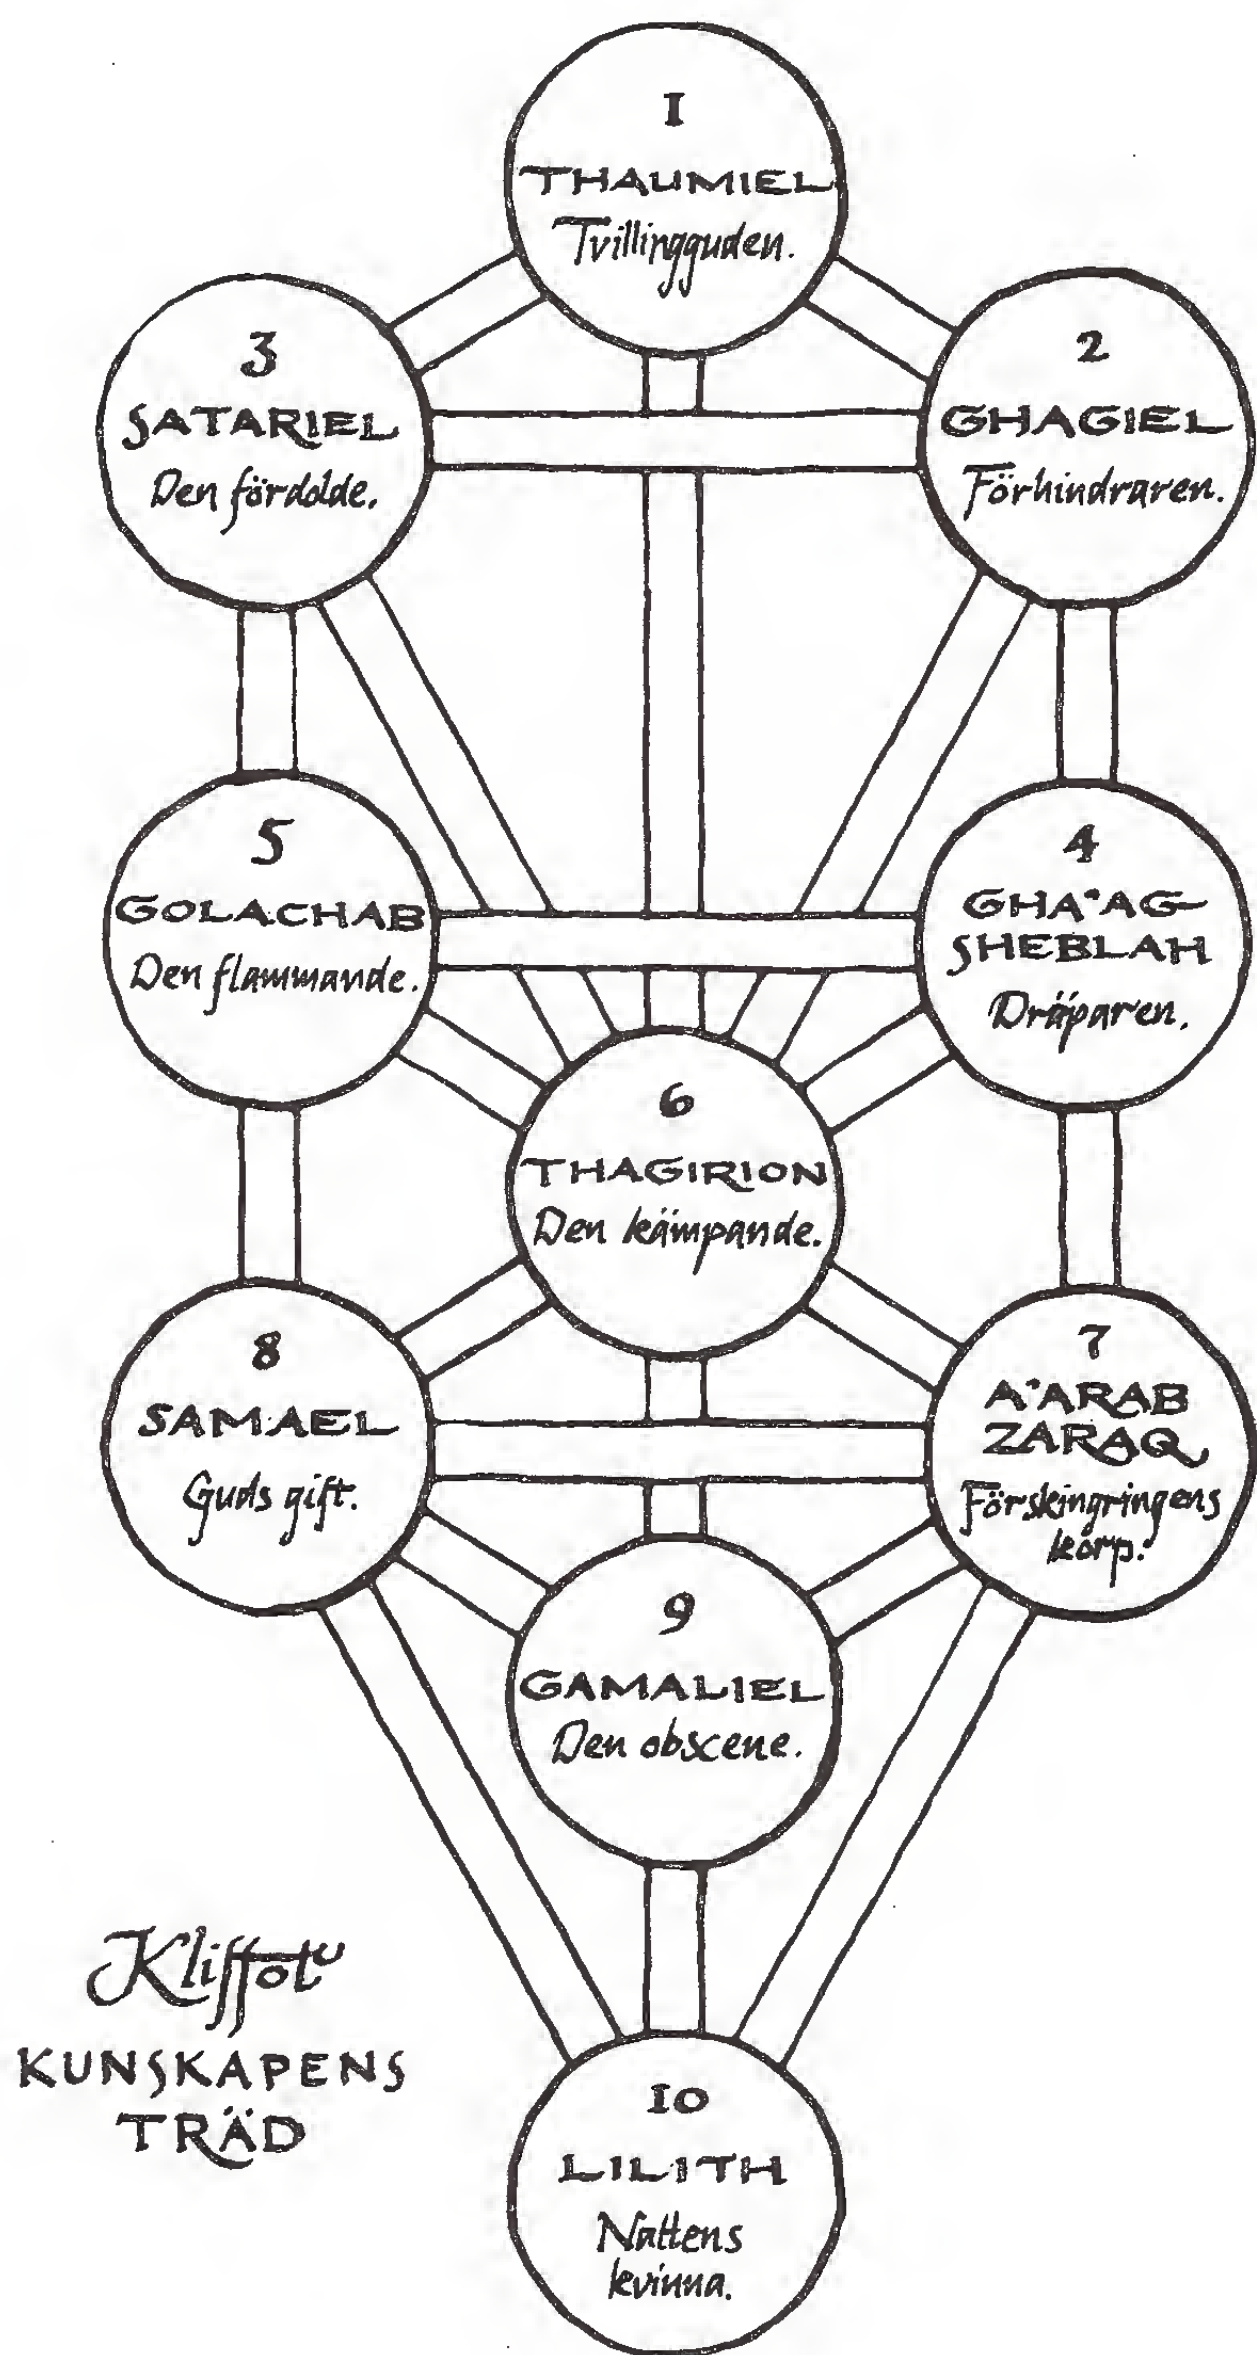 1
THAUMIEL
Tvillingguden.
3
SATARIEL
Den fördolde.
2
GHAGIEL
Förhindraren.
5
GOLACHAB
Den flammande.
4
GHA'AG-
SHEBLAH
Dräparen.
6
THAGIRION
Den kämpande.
8
SAMAEL
Guds gift.
7
A'ARAB
ZARAQ
Förskingringens
korp.
9
GAMALIEL
Den obscene.
Kliffot
KUNSKAPENS
TRÄD
10
LILITH
Nattens
kvinna.